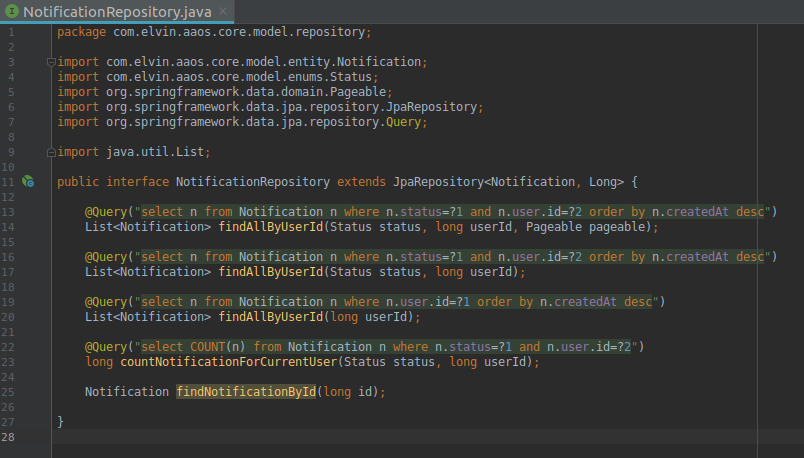 NotificationRepository.java
1 package com.elvin.aaos.core.model.repository;
2
3 import com.elvin.aaos.core.model.entity.Notification;
4 import com.elvin.aaos.core.model.enums.Status;
5 import org.springframework.data.domain.Pageable;
6 import org.springframework.data.jpa.repository.JpaRepository;
7 import org.springframework.data.jpa.repository.Query;
8
9 import java.util.List;
10
11 public interface NotificationRepository extends JpaRepository<Notification, Long> {
12
13 @Query("select n from Notification n where n.status=?1 and n.user.id=?2 order by n.createdAt desc")
14 List<Notification> findAllByUserId(Status status, long userId, Pageable pageable);
15
16 @Query("select n from Notification n where n.status=?1 and n.user.id=?2 order by n.createdAt desc")
17 List<Notification> findAllByUserId(Status status, long userId);
18
19 @Query("select n from Notification n where n.user.id=?1 order by n.createdAt desc")
20 List<Notification> findAllByUserId(long userId);
21
22 @Query("select COUNT(n) from Notification n where n.status=?1 and n.user.id=?2")
23 long countNotificationForCurrentUser(Status status, long userId);
24
25 Notification findNotificationById(long id);
26
27 }
28